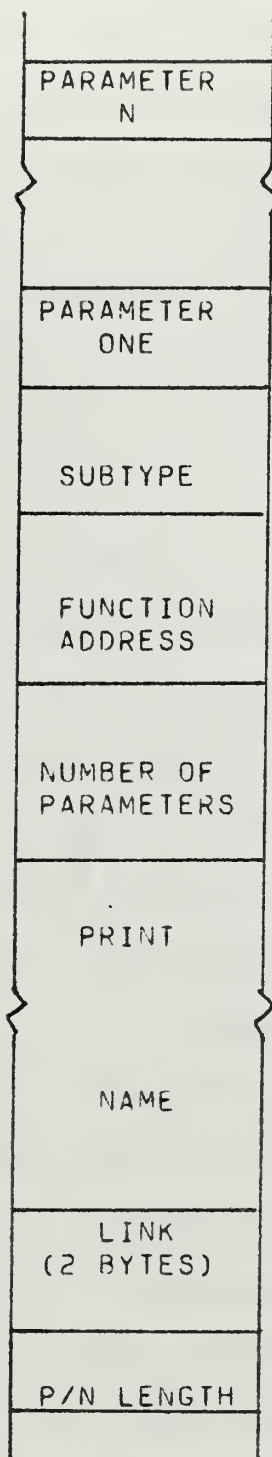 PARAMETER
N
PARAMETER
ONE
SUBTYPE
FUNCTION
ADDRESS
NUMBER OF
PARAMETERS
PRINT
NAME
LINK
(2 BYTES)
P/N LENGTH